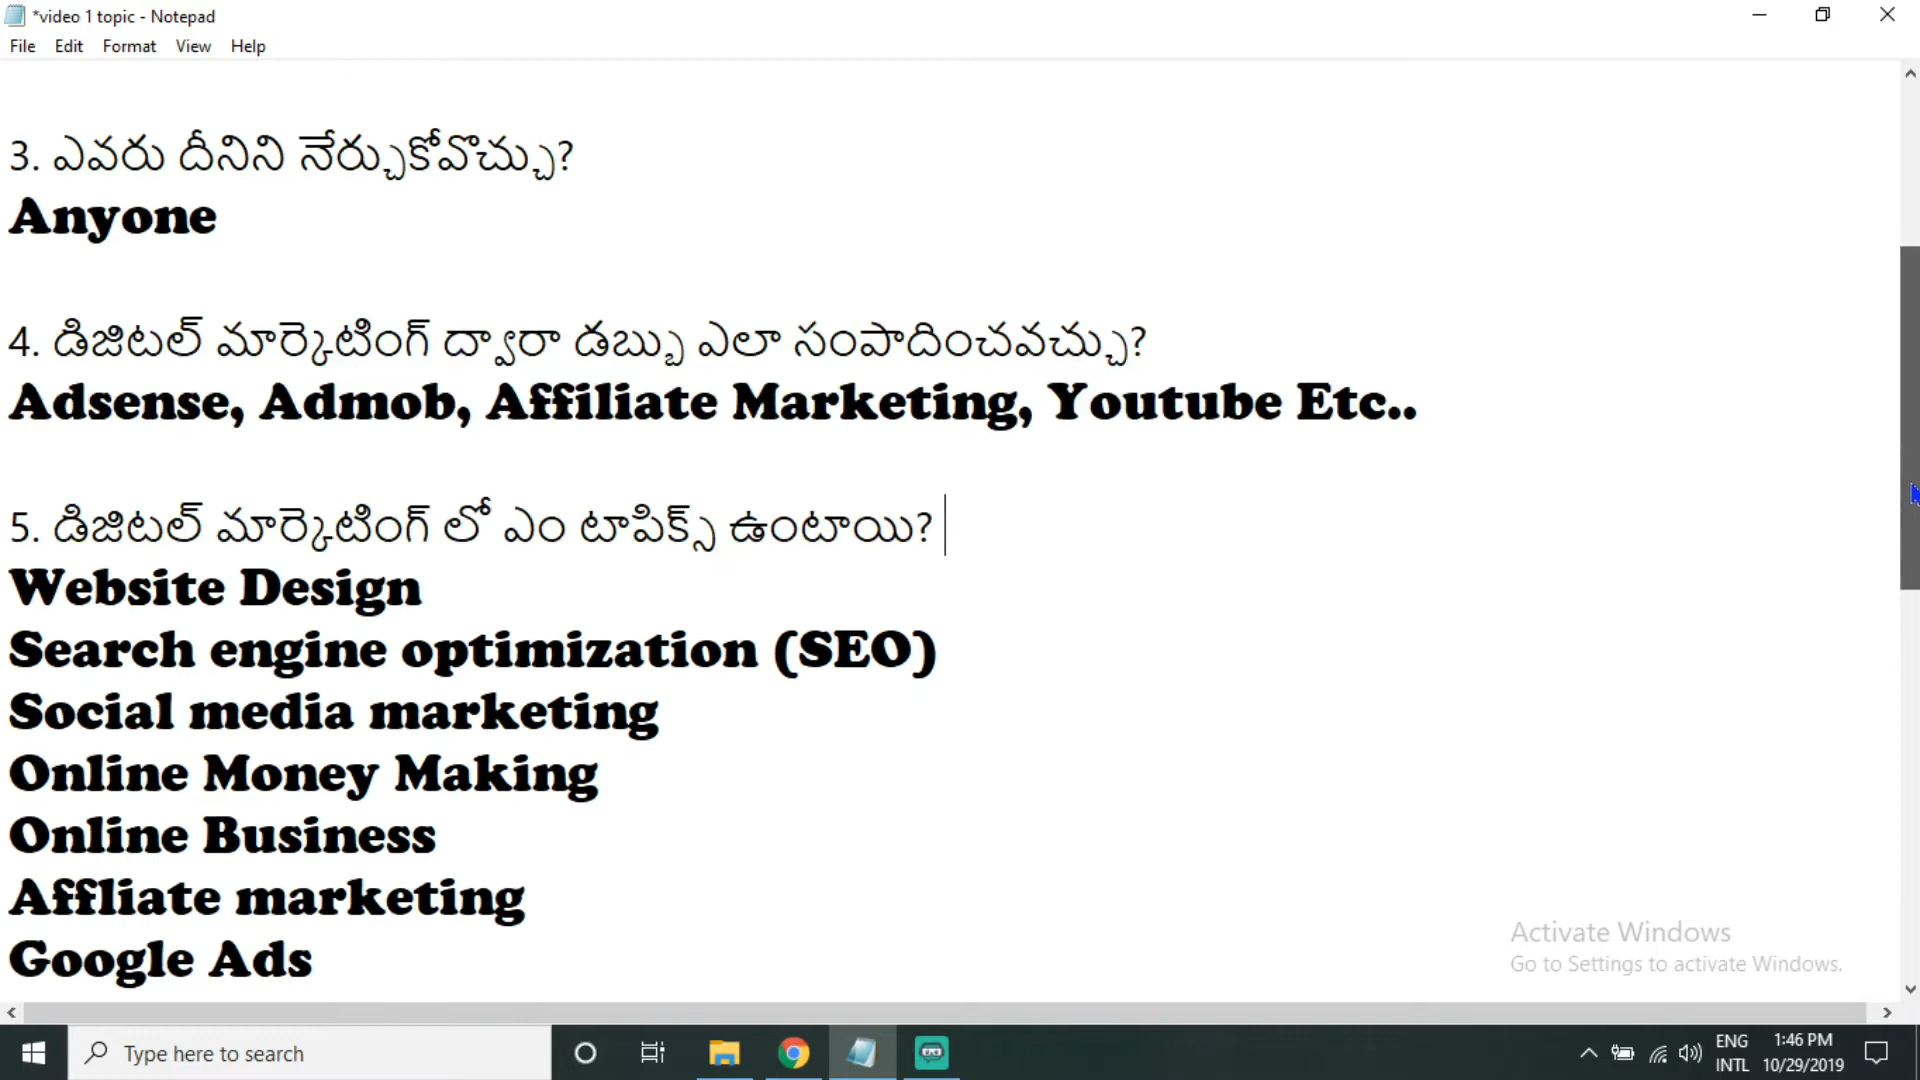 *video 1 topic - Notepad
File Edit Format View Help
3. ఎవరు దీనిని నేర్చుకోవొచ్చు?
Anyone
4. డిజిటల్ మార్కెటింగ్ ద్వారా డబ్బు ఎలా సంపాదించవచ్చు?
Adsense, Admob, Affiliate Marketing, Youtube Etc..
5. డిజిటల్ మార్కెటింగ్ లో ఎం టాపిక్స్ ఉంటాయి?
Website Design
Search engine optimization (SEO)
Social media marketing
Online Money Making
Online Business
Affliate marketing
Google Ads
Activate Windows
Go to Settings to activate Windows.
Type here to search
ENG
INTL
1:46 PM
10/29/2019